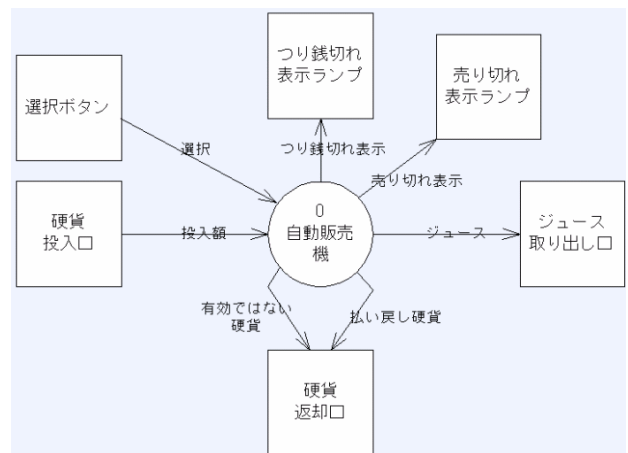 つり銭切れ
表示ランプ
売り切れ
表示ランプ
選択ボタン
選択
つり銭切れ表示
売り切れ表示
硬貨
投入口
投入額
0
自動販売
機
ジュース
ジュース
取り出し口
有効ではない
硬貨
払い戻し硬貨
硬貨
返却口